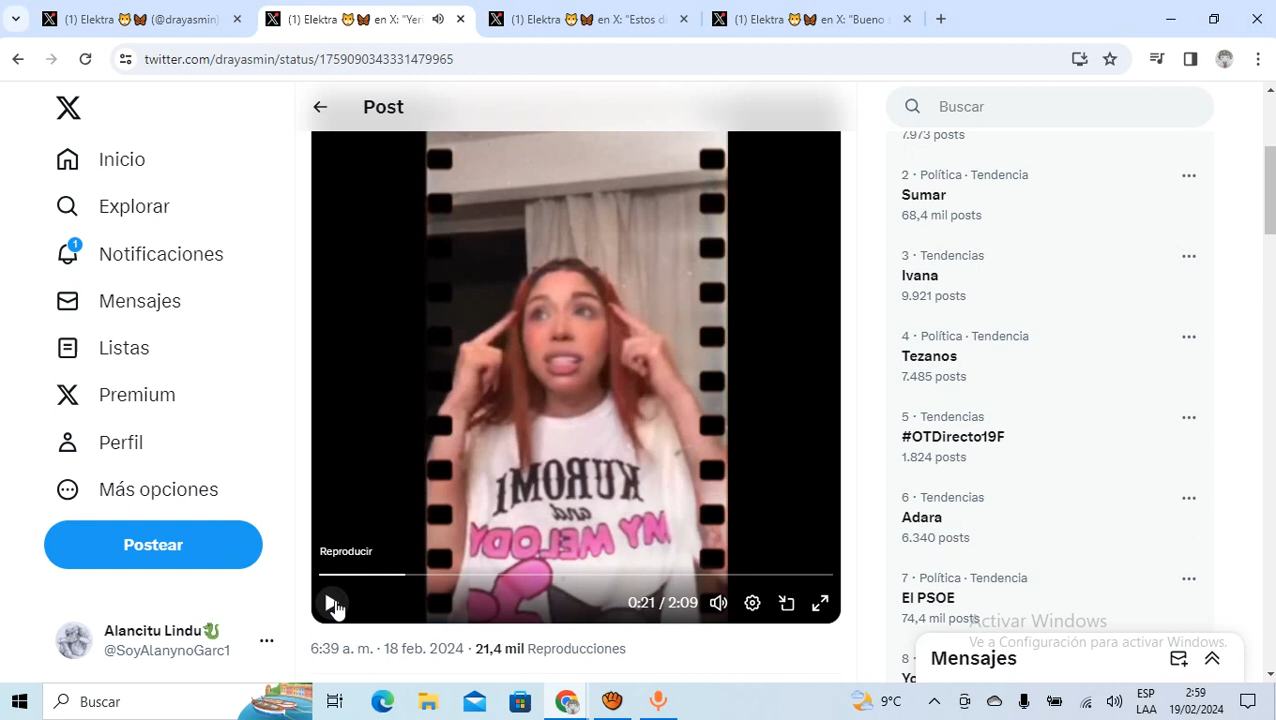 (1) Elektra 🐯🦋 (@drayasmin)
(1) Elektra 🐯🦋 en X: "Yeri
(1) Elektra 🐯🦋 en X: "Estos d
(1) Elektra 🐯🦋 en X: "Bueno s
twitter.com/drayasmin/status/1759090343331479965
Post
Buscar
Inicio
Explorar
1
Notificaciones
Mensajes
Listas
Premium
Perfil
Más opciones
Postear
Alancitu Lindu🐉
@SoyAlanynoGarc1
KUROMI
and
MY MELODY
Reproducir
0:21 / 2:09
6:39 a. m. · 18 feb. 2024 · 21,4 mil Reproducciones
7.973 posts
2 · Política · Tendencia
Sumar
68,4 mil posts
3 · Tendencias
Ivana
9.921 posts
4 · Política · Tendencia
Tezanos
7.485 posts
5 · Tendencias
#OTDirecto19F
1.824 posts
6 · Tendencias
Adara
6.340 posts
7 · Política · Tendencia
El PSOE
74,4 mil posts
8 ·
Activar Windows
Ve a Configuración para activar Windows.
Mensajes
Buscar
9°C
ESP
LAA
2:59
19/02/2024